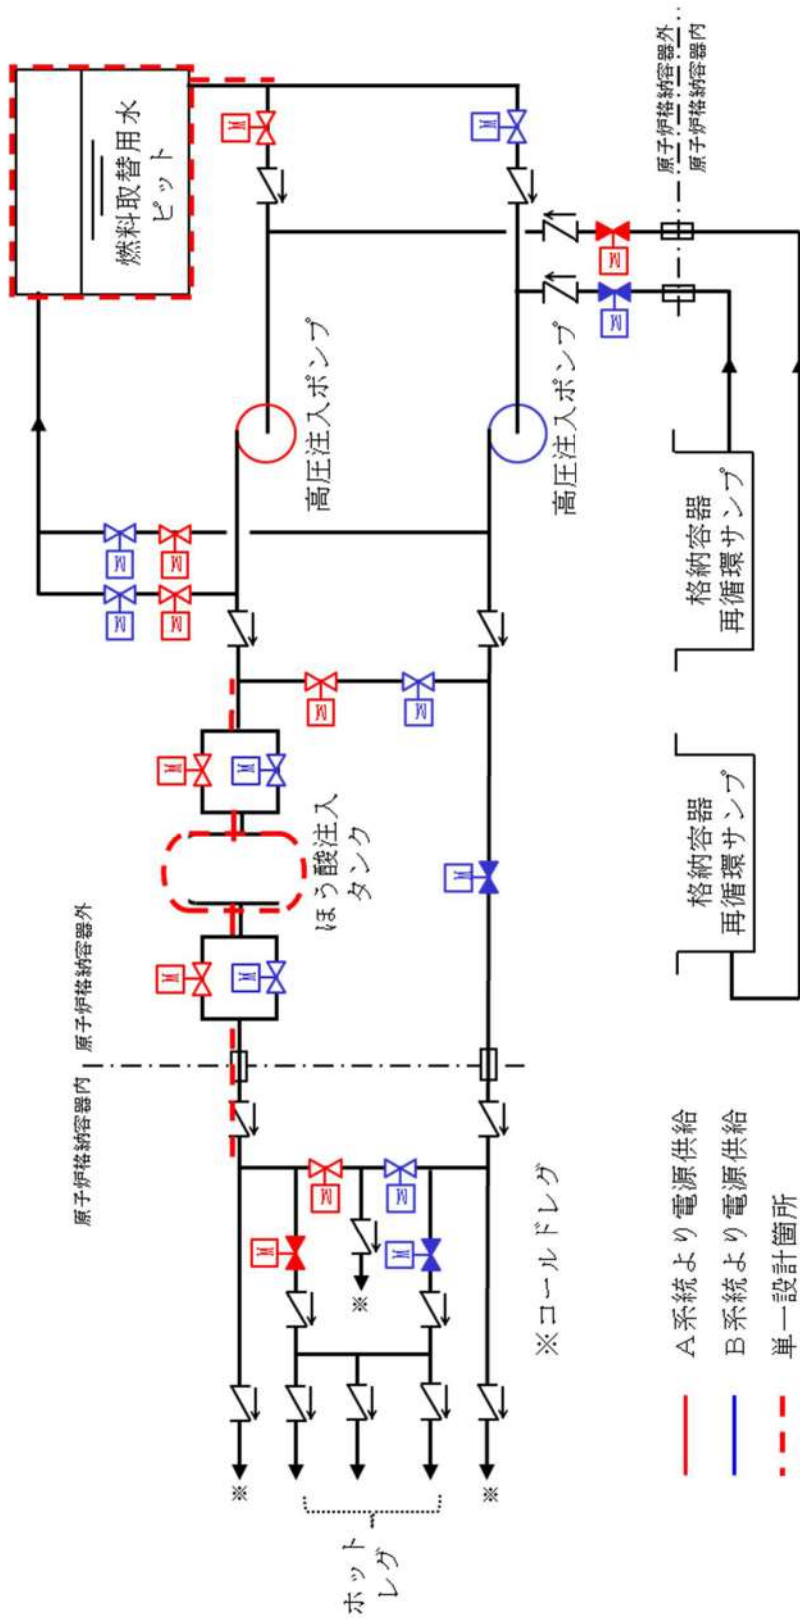 燃料取替用水
ピット
原子炉格納容器外
原子炉格納容器内
M
M
M
M
高圧注入ポンプ
高圧注入ポンプ
M
M
M
M
M
M
M
M
M
M
M
ほう酸注入
タンク
格納容器
再循環サンプ
格納容器
再循環サンプ
原子炉格納容器内
原子炉格納容器外
M
M
M
M
※
※
※
ホット
レグ
※コールドレグ
A系統より電源供給
B系統より電源供給
単一設計箇所